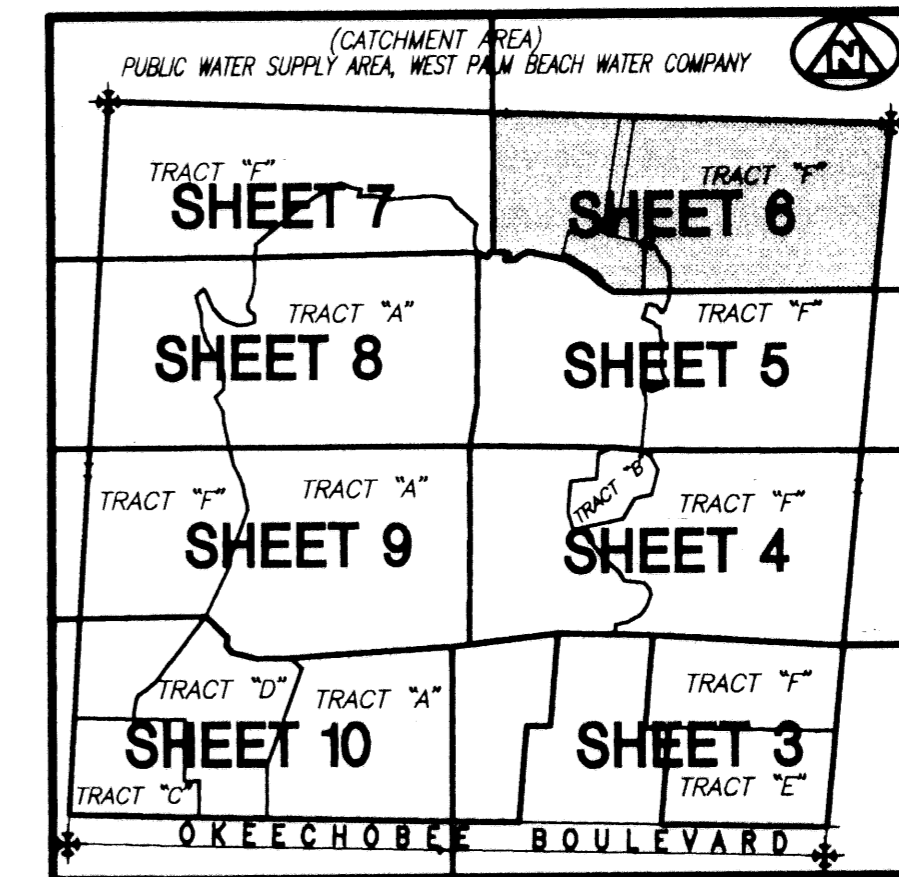 (CATCHMENT AREA)
PUBLIC WATER SUPPLY AREA, WEST PALM BEACH WATER COMPANY
N
TRACT "F"
SHEET 7
TRACT "F"
SHEET 6
TRACT "A"
SHEET 8
TRACT "F"
SHEET 5
TRACT "F"
TRACT "A"
SHEET 9
TRACT "B"
TRACT "F"
SHEET 4
TRACT "D"
TRACT "A"
SHEET 10
TRACT "C"
TRACT "F"
SHEET 3
TRACT "E"
OKEECHOBEE BOULEVARD